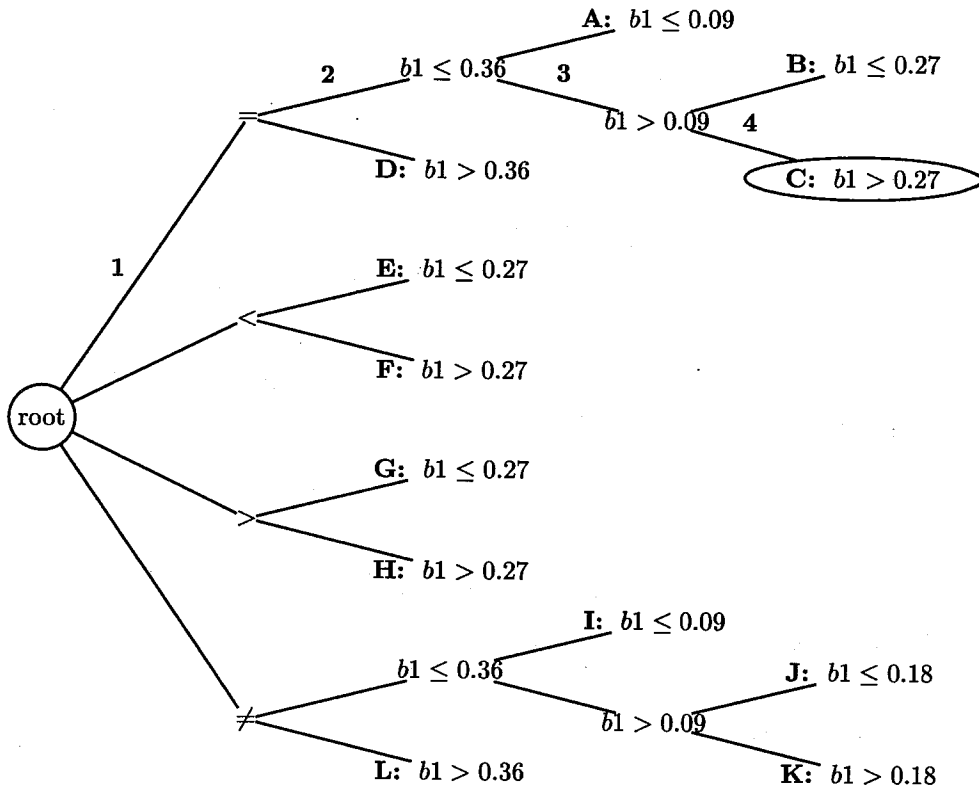 A: b1 ≤ 0.09
2 b1 ≤ 0.36 3 B: b1 ≤ 0.27
= b1 > 0.09 4
D: b1 > 0.36 C: b1 > 0.27
1 E: b1 ≤ 0.27
<
F: b1 > 0.27
root
G: b1 ≤ 0.27
>
H: b1 > 0.27
I: b1 ≤ 0.09
b1 ≤ 0.36 J: b1 ≤ 0.18
≠ b1 > 0.09
L: b1 > 0.36 K: b1 > 0.18